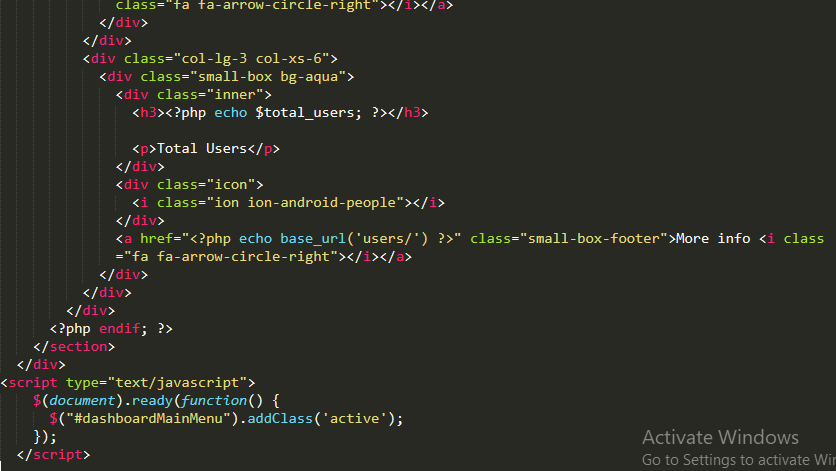 class="fa fa-arrow-circle-right"></i></a>
</div>
</div>
<div class="col-lg-3 col-xs-6">
<div class="small-box bg-aqua">
<div class="inner">
<h3><?php echo $total_users; ?></h3>
<p>Total Users</p>
</div>
<div class="icon">
<i class="ion ion-android-people"></i>
</div>
<a href="<?php echo base_url('users/') ?>" class="small-box-footer">More info <i class
="fa fa-arrow-circle-right"></i></a>
</div>
</div>
</div>
<?php endif; ?>
</section>
</div>
<script type="text/javascript">
$(document).ready(function() {
$("#dashboardMainMenu").addClass('active');
});
</script>
Activate Windows
Go to Settings to activate Wi